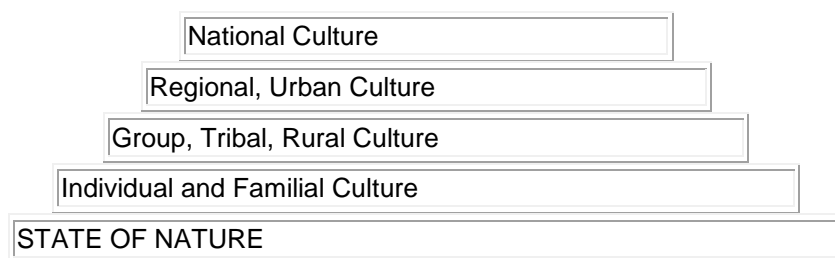 National Culture
Regional, Urban Culture
Group, Tribal, Rural Culture
Individual and Familial Culture
STATE OF NATURE